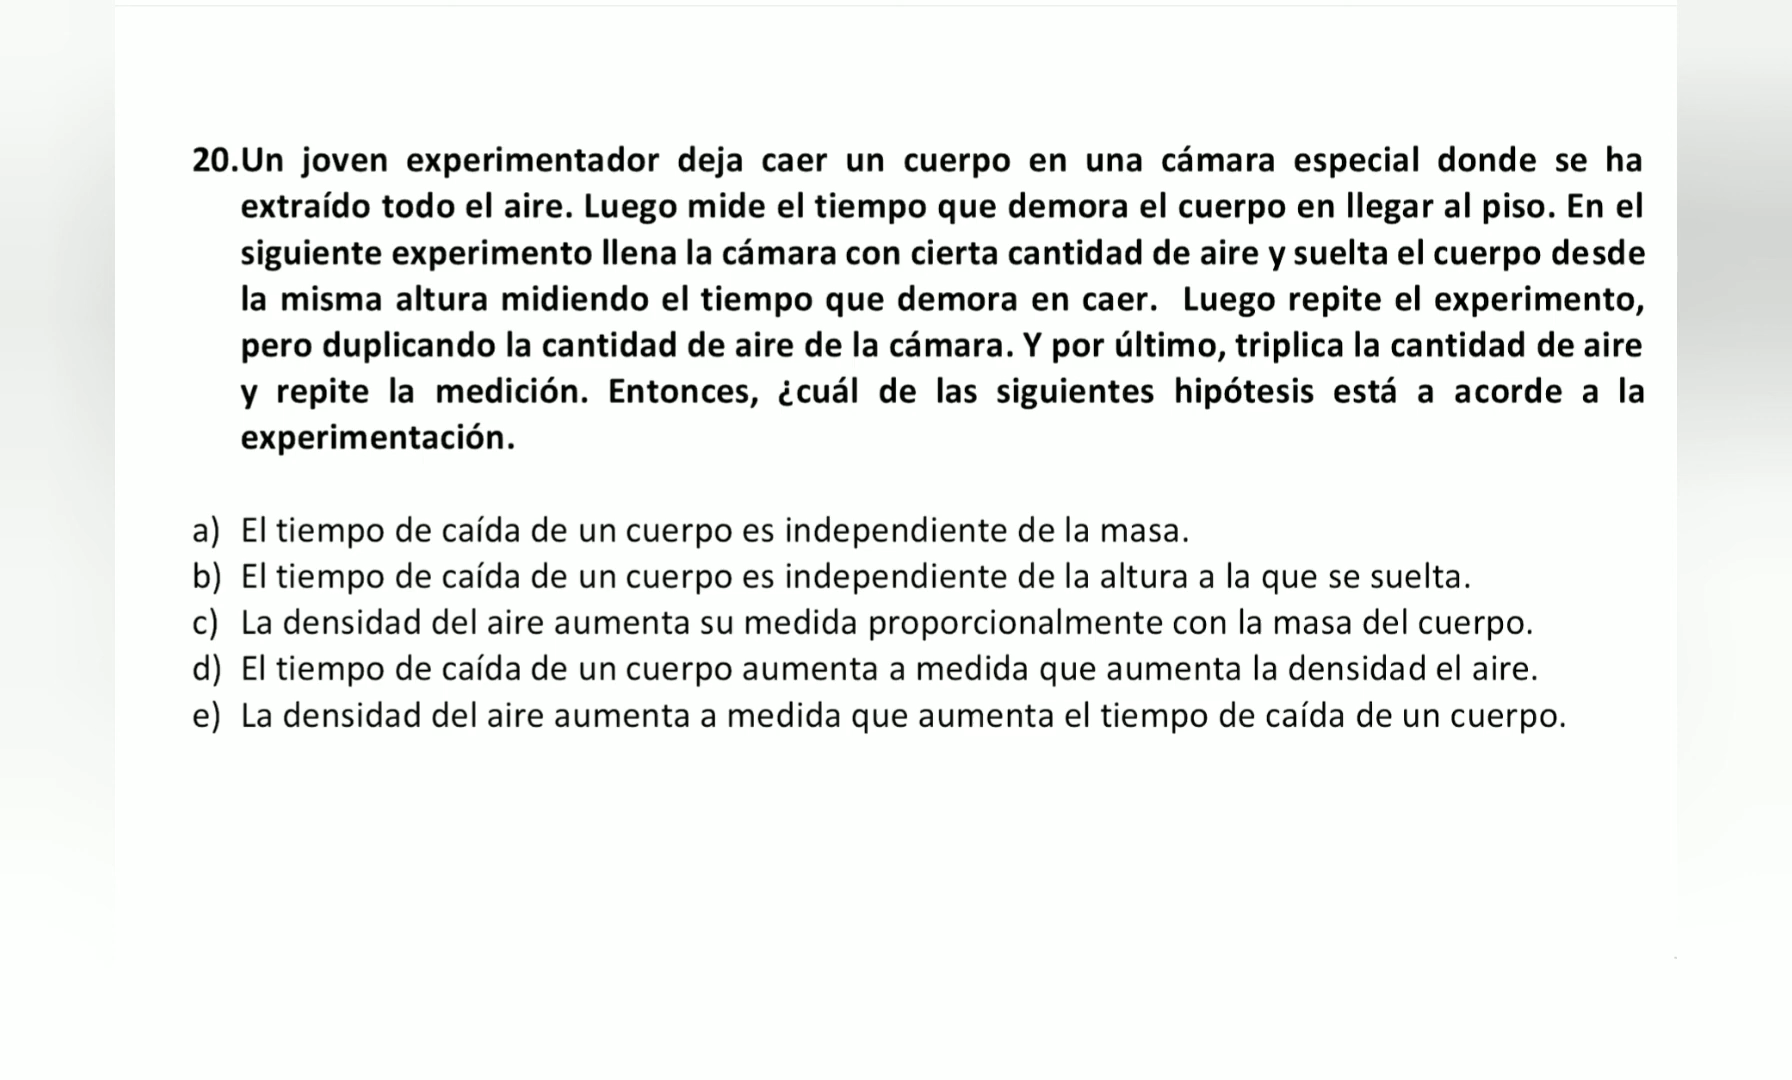 20.Un joven experimentador deja caer un cuerpo en una cámara especial donde se ha
extraído todo el aire. Luego mide el tiempo que demora el cuerpo en llegar al piso. En el
siguiente experimento llena la cámara con cierta cantidad de aire y suelta el cuerpo desde
la misma altura midiendo el tiempo que demora en caer. Luego repite el experimento,
pero duplicando la cantidad de aire de la cámara. Y por último, triplica la cantidad de aire
y repite la medición. Entonces, ¿cuál de las siguientes hipótesis está a acorde a la
experimentación.
a) El tiempo de caída de un cuerpo es independiente de la masa.
b) El tiempo de caída de un cuerpo es independiente de la altura a la que se suelta.
c) La densidad del aire aumenta su medida proporcionalmente con la masa del cuerpo.
d) El tiempo de caída de un cuerpo aumenta a medida que aumenta la densidad el aire.
e) La densidad del aire aumenta a medida que aumenta el tiempo de caída de un cuerpo.